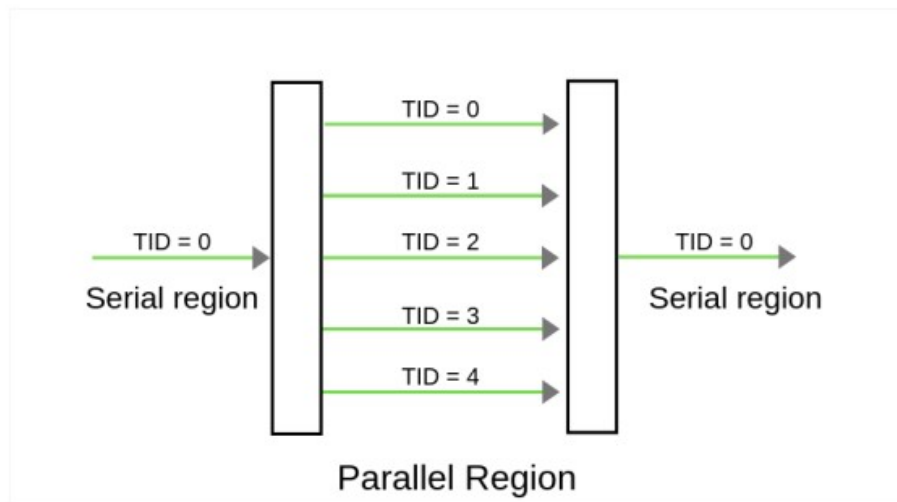 TID = 0
TID = 1
TID = 0
TID = 2
TID = 0
Serial region
TID = 3
Serial region
TID = 4
Parallel Region